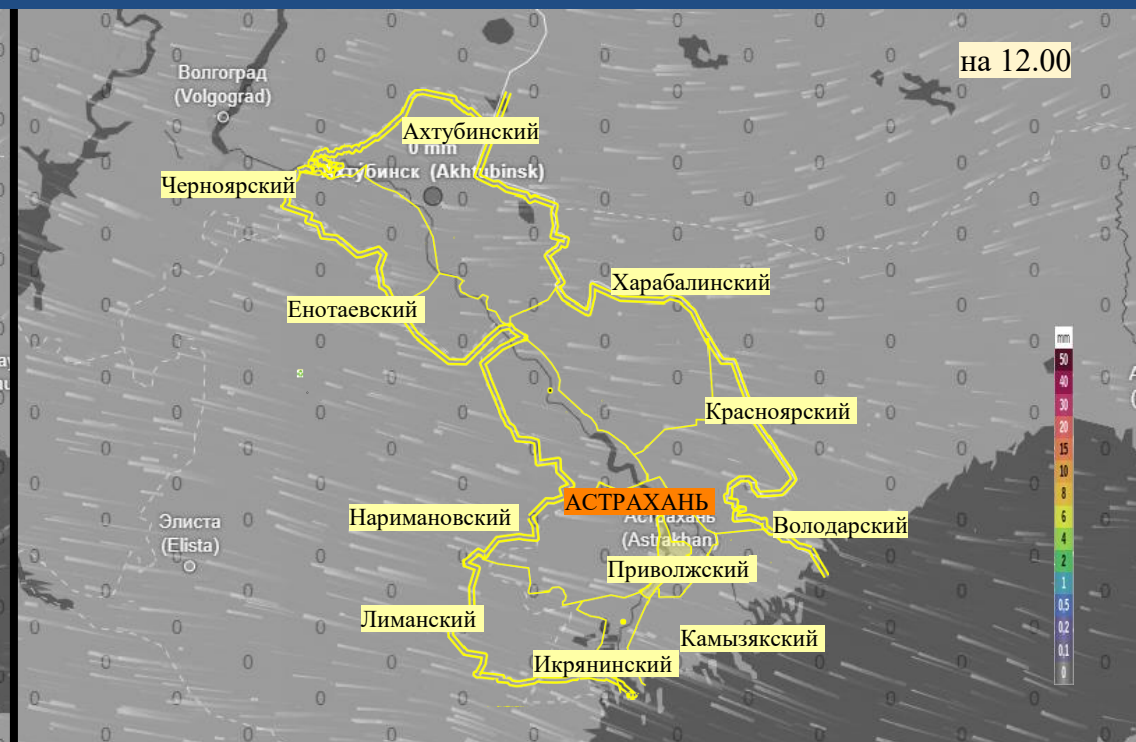 на 12.00
Волгоград
(Volgograd)
Ахтубинский
0 mm
Ахтубинск (Akhtubinsk)
Черноярский
Харабалинский
Енотаевский
mm
50
40
30
20
15
10
8
6
4
2
1
0,5
0,2
0,1
0
Красноярский
АСТРАХАНЬ
Астрахань
(Astrakhan)
Наримановский
Элиста
(Elista)
Володарский
Приволжский
Лиманский
Камызякский
Икрянинский